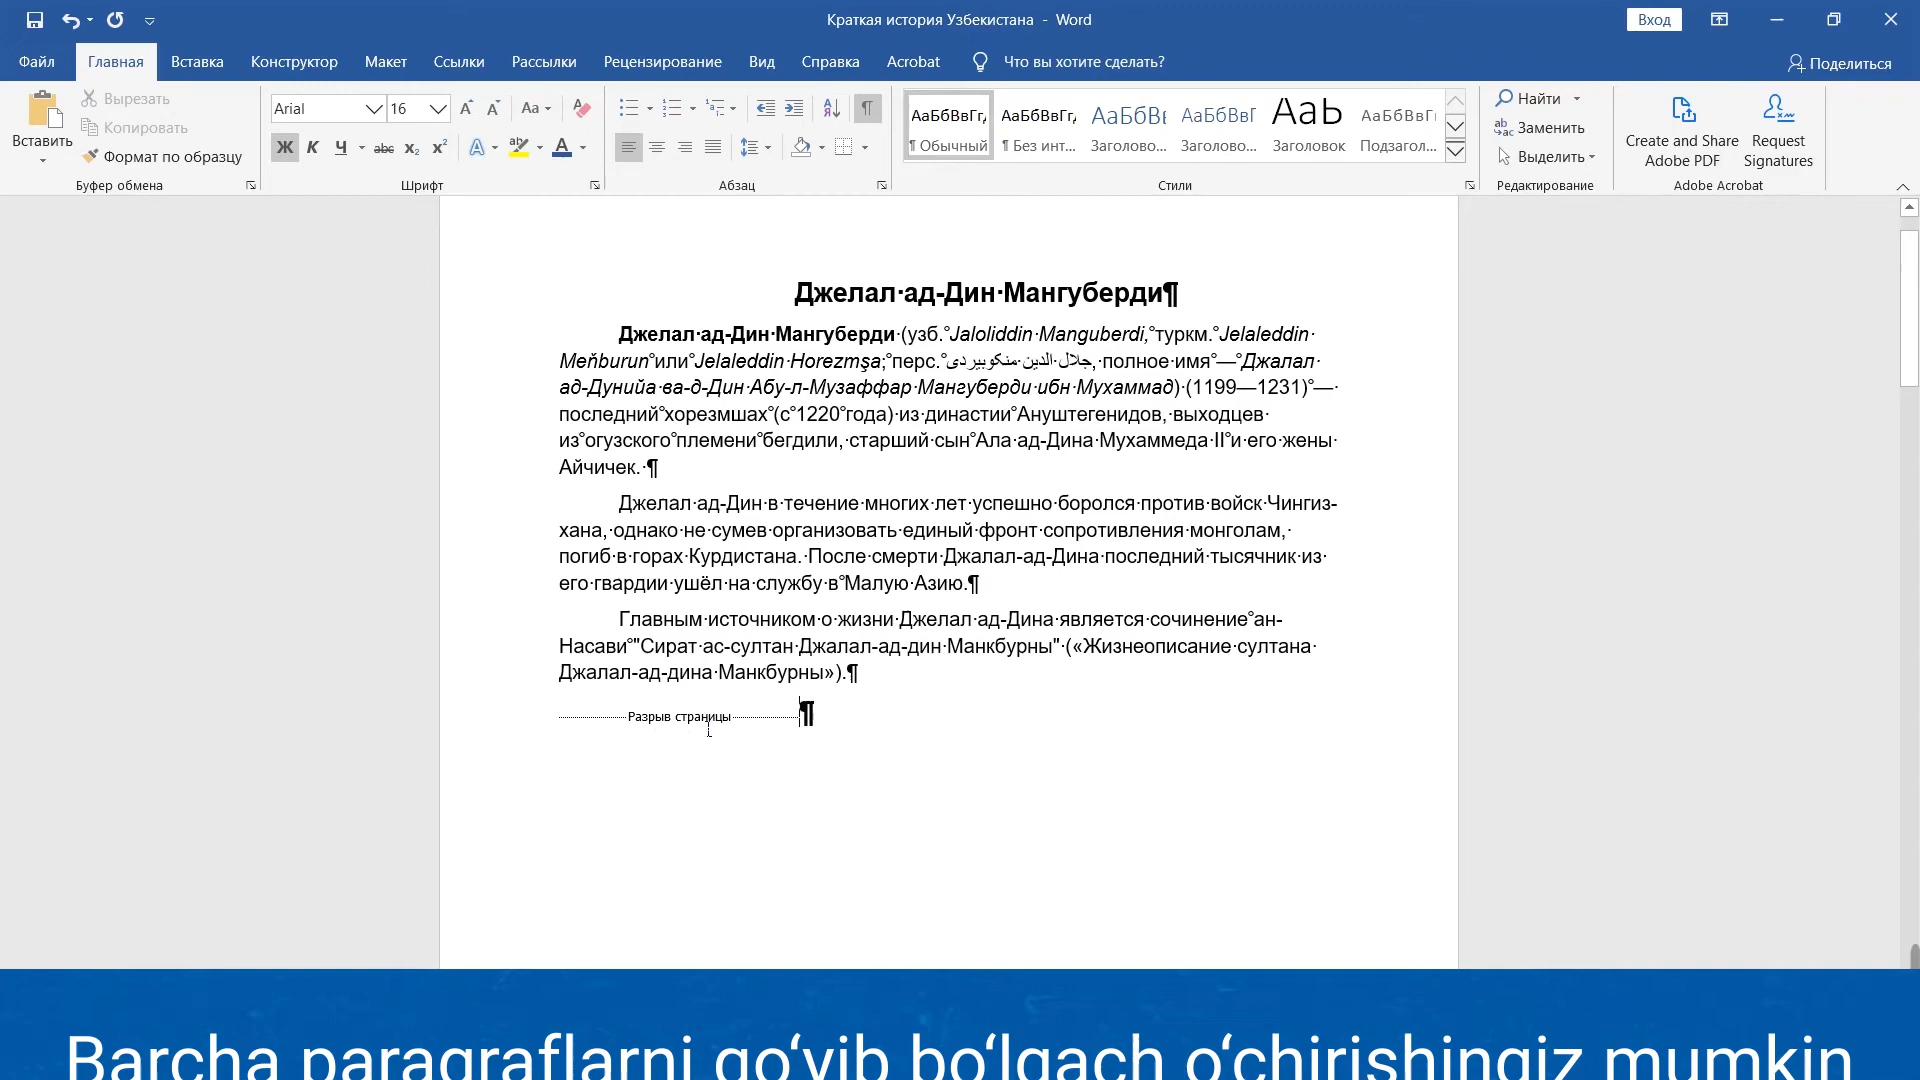 Краткая история Узбекистана - Word
Вход
Файл Главная Вставка Конструктор Макет Ссылки Рассылки Рецензирование Вид Справка Acrobat Что вы хотите сделать? Поделиться
Вставить
Вырезать
Копировать
Формат по образцу
Буфер обмена
Arial 16
Ж К Ч abc x₂ x²
Шрифт
Абзац
АаБбВвГг, АаБбВвГг, АаБбВı АаБбВвГ АаЬ АаБбВвГı
¶ Обычный ¶ Без инт... Заголово... Заголово... Заголовок Подзагол...
Стили
Найти
Заменить
Выделить
Редактирование
Create and Share
Adobe PDF
Request
Signatures
Adobe Acrobat
Джелал·ад-Дин·Мангуберди¶
Джелал·ад-Дин·Мангуберди·(узб.°Jaloliddin·Manguberdi,°туркм.°Jelaleddin·
Meňburun°или°Jelaleddin·Horezmşa;°перс.°جلال·الدین·منکوبیردی,·полное·имя°—°Джалал·
ад-Дунийа·ва-д-Дин·Абу-л-Музаффар·Мангуберди·ибн·Мухаммад)·(1199—1231)°—·
последний°хорезмшах°(с°1220°года)·из·династии°Ануштегенидов,·выходцев·
из°огузского°племени°бегдили,·старший·сын°Ала·ад-Дина·Мухаммеда·II°и·его·жены·
Айчичек.·¶
Джелал·ад-Дин·в·течение·многих·лет·успешно·боролся·против·войск·Чингиз-
хана,·однако·не·сумев·организовать·единый·фронт·сопротивления·монголам,·
погиб·в·горах·Курдистана.·После·смерти·Джалал-ад-Дина·последний·тысячник·из·
его·гвардии·ушёл·на·службу·в°Малую·Азию.¶
Главным·источником·о·жизни·Джелал·ад-Дина·является·сочинение°ан-
Насави°"Сират·ас-султан·Джалал-ад-дин·Манкбурны"·(«Жизнеописание·султана·
Джалал-ад-дина·Манкбурны»).¶
Разрыв страницы¶
Barcha paragraflarni qo‘yib bo‘lgach o‘chirishingiz mumkin